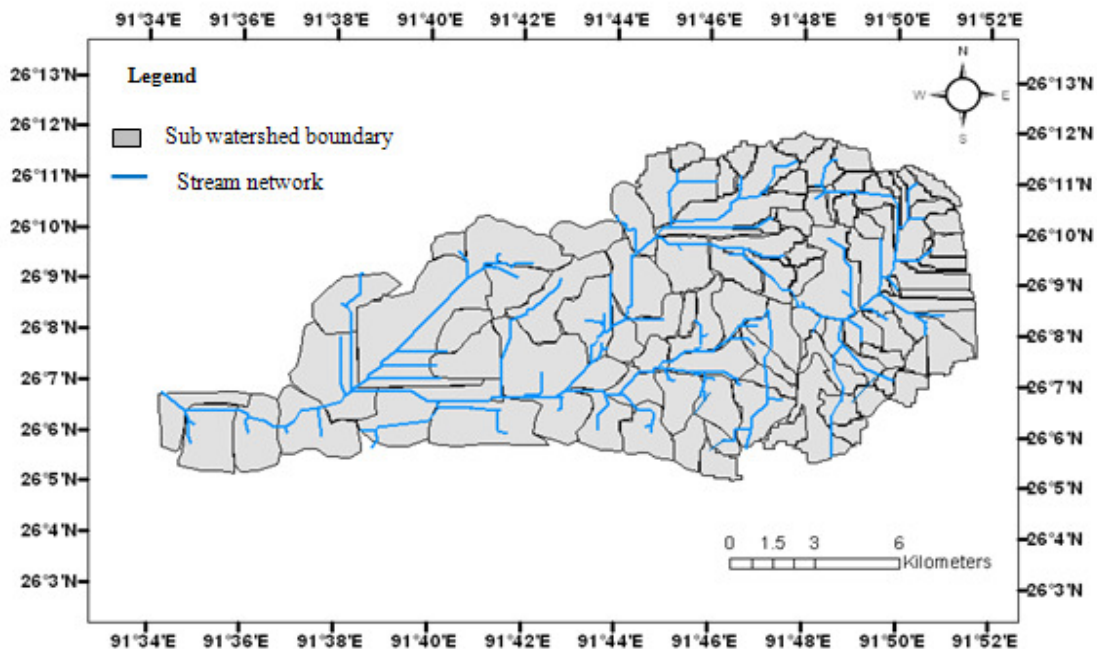 91°34'E 91°36'E 91°38'E 91°40'E 91°42'E 91°44'E 91°46'E 91°48'E 91°50'E 91°52'E
N
W E
S
Legend
Sub watershed boundary
Stream network
26°13'N 26°13'N
26°12'N 26°12'N
26°11'N 26°11'N
26°10'N 26°10'N
26°9'N 26°9'N
26°8'N 26°8'N
26°7'N 26°7'N
26°6'N 26°6'N
26°5'N 26°5'N
26°4'N 26°4'N
26°3'N 26°3'N
0 1.5 3 6
Kilometers
91°34'E 91°36'E 91°38'E 91°40'E 91°42'E 91°44'E 91°46'E 91°48'E 91°50'E 91°52'E